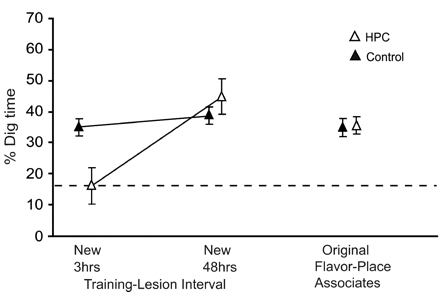 70
60
50
40
30
20
10
0
% Dig time
HPC
Control
New
3hrs
New
48hrs
Original
Flavor-Place
Associates
Training-Lesion Interval